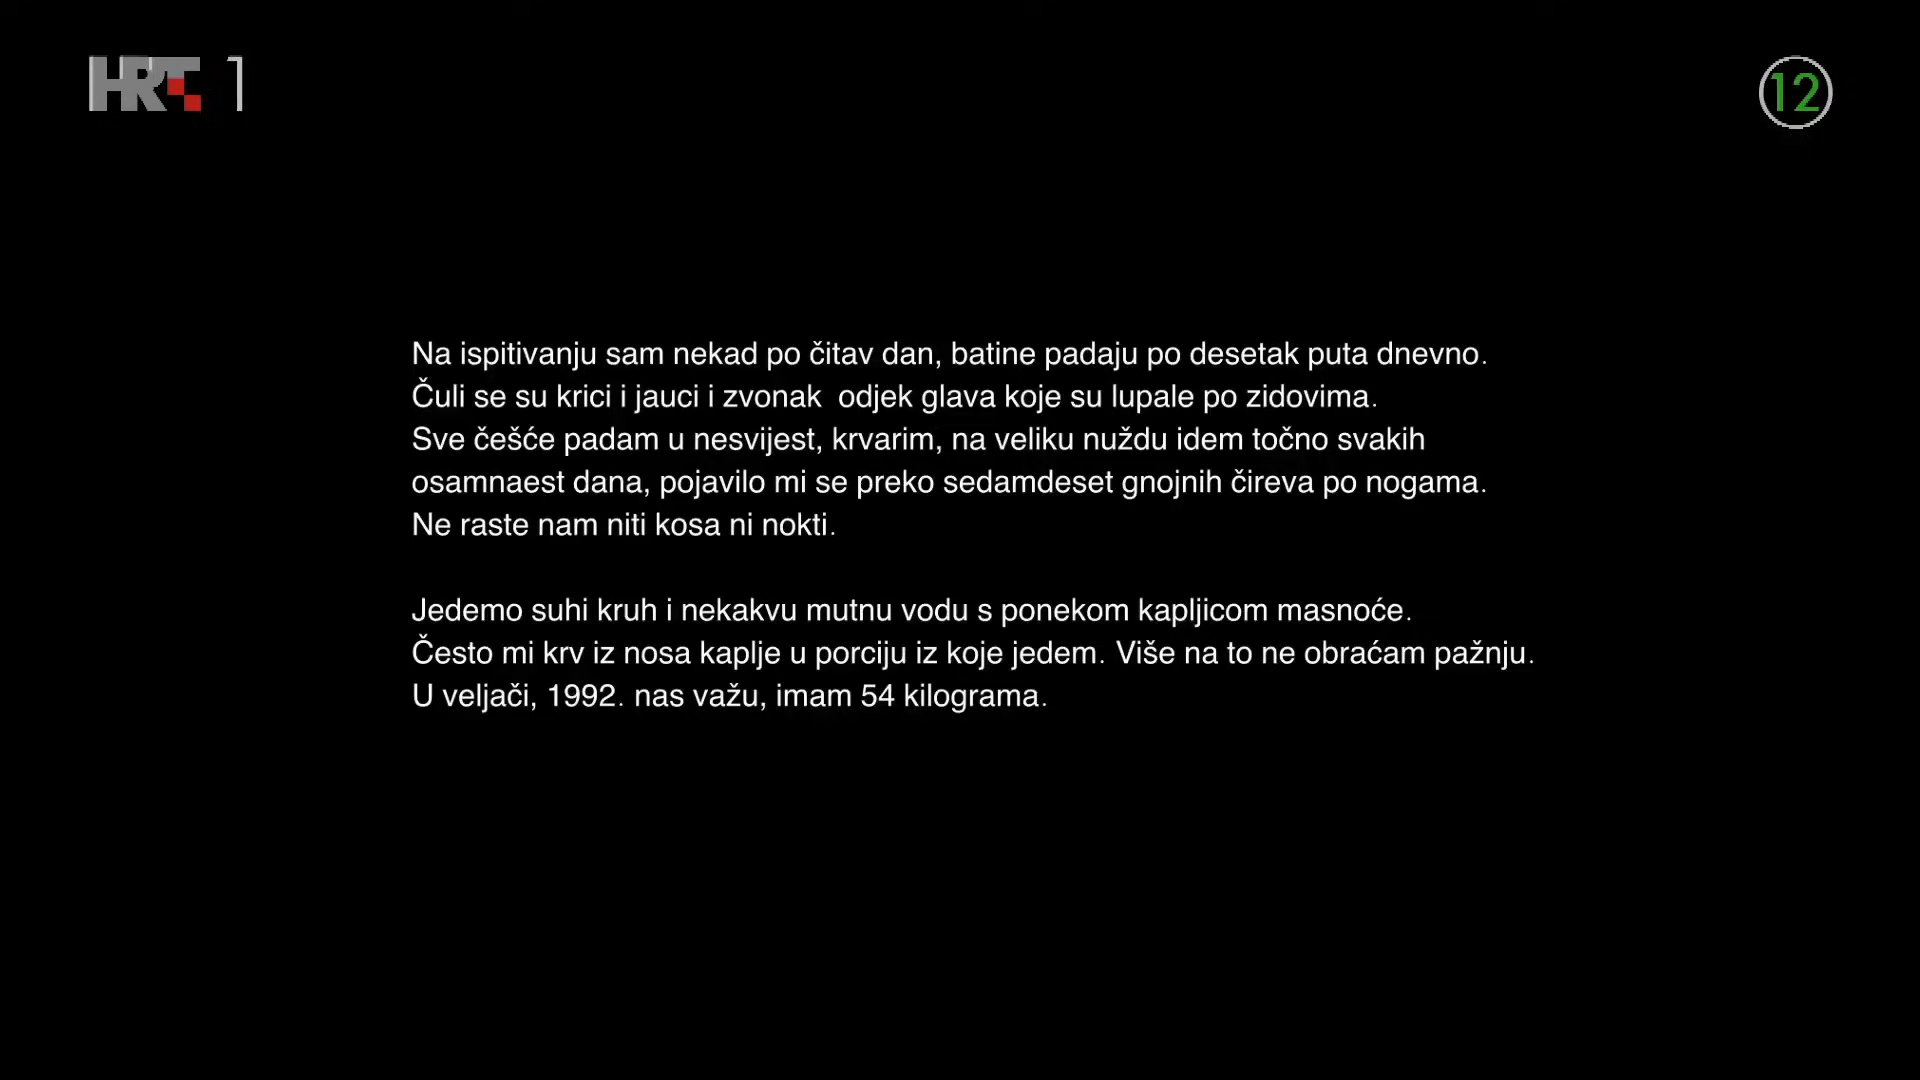 HRT 1
12
Na ispitivanju sam nekad po čitav dan, batine padaju po desetak puta dnevno.
Čuli se su krici i jauci i zvonak  odjek glava koje su lupale po zidovima.
Sve češće padam u nesvijest, krvarim, na veliku nuždu idem točno svakih
osamnaest dana, pojavilo mi se preko sedamdeset gnojnih čireva po nogama.
Ne raste nam niti kosa ni nokti.
Jedemo suhi kruh i nekakvu mutnu vodu s ponekom kapljicom masnoće.
Često mi krv iz nosa kaplje u porciju iz koje jedem. Više na to ne obraćam pažnju.
U veljači, 1992. nas važu, imam 54 kilograma.